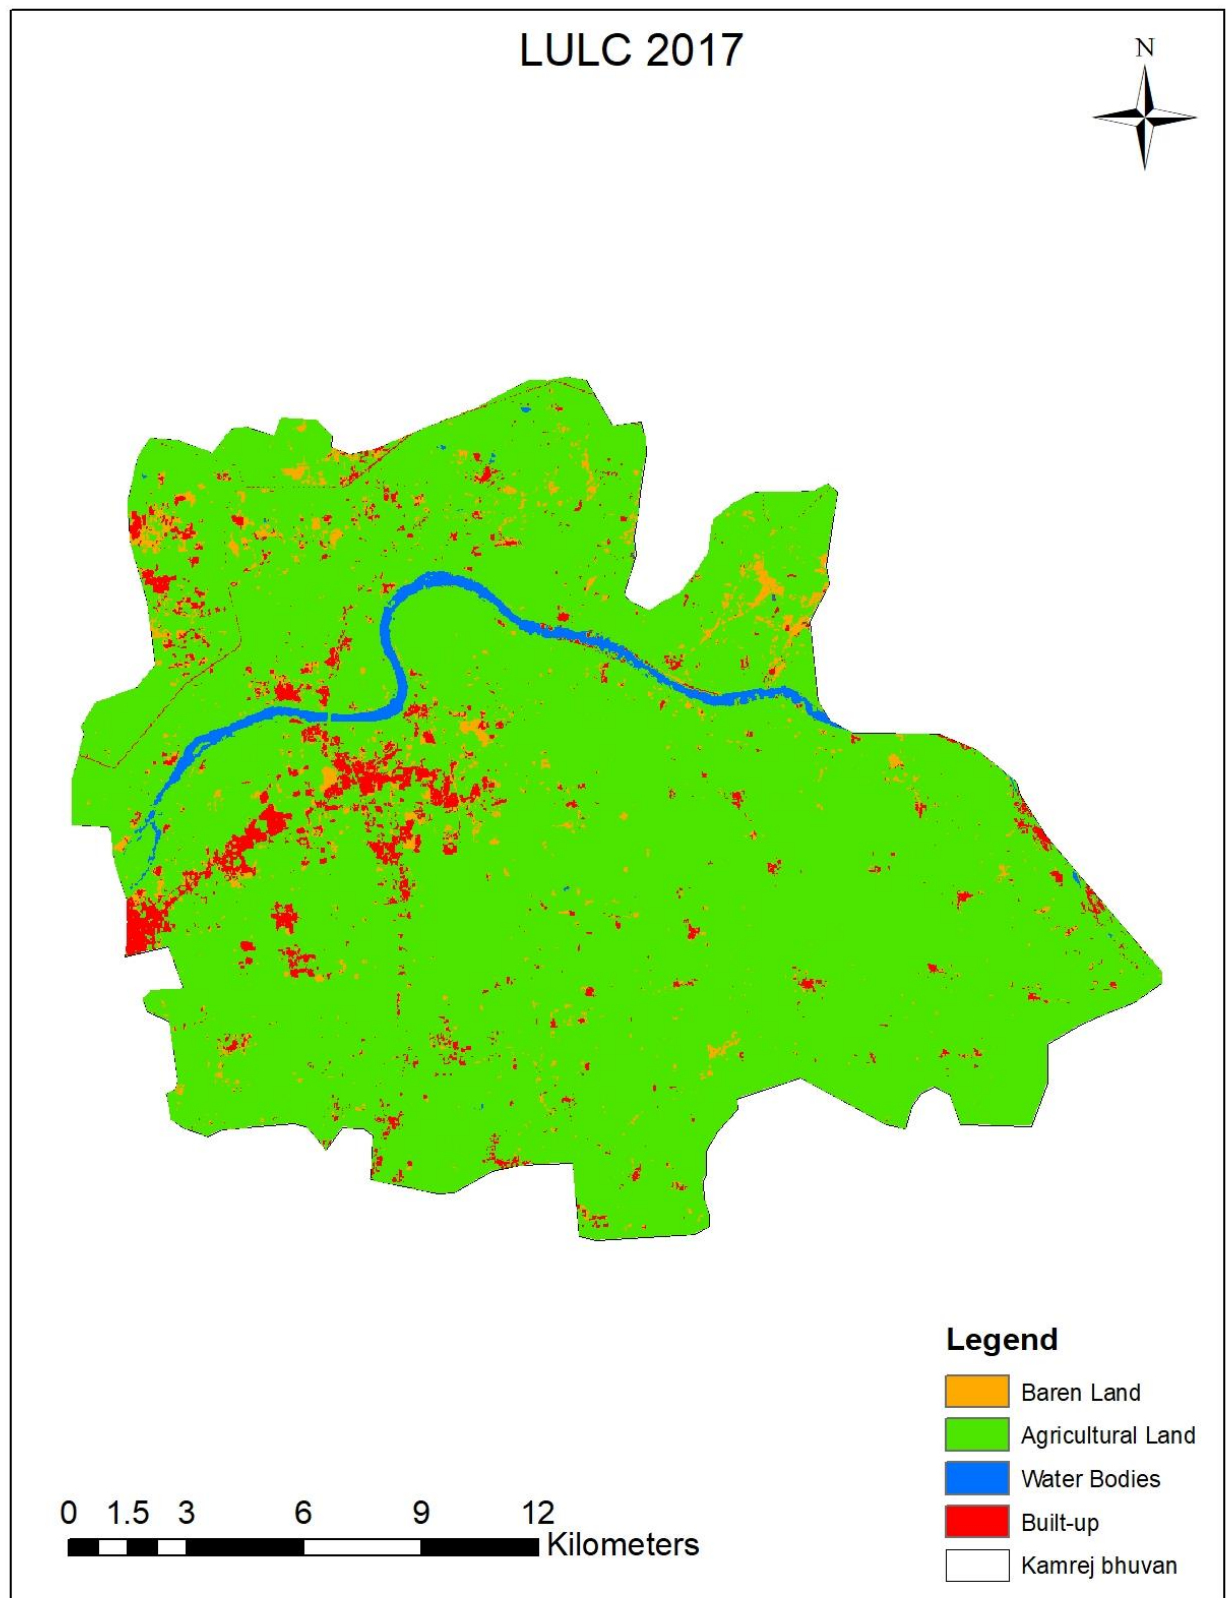 LULC 2017
N
Legend
Baren Land
Agricultural Land
Water Bodies
Built-up
Kamrej bhuvan
0 1.5 3 6 9 12
Kilometers